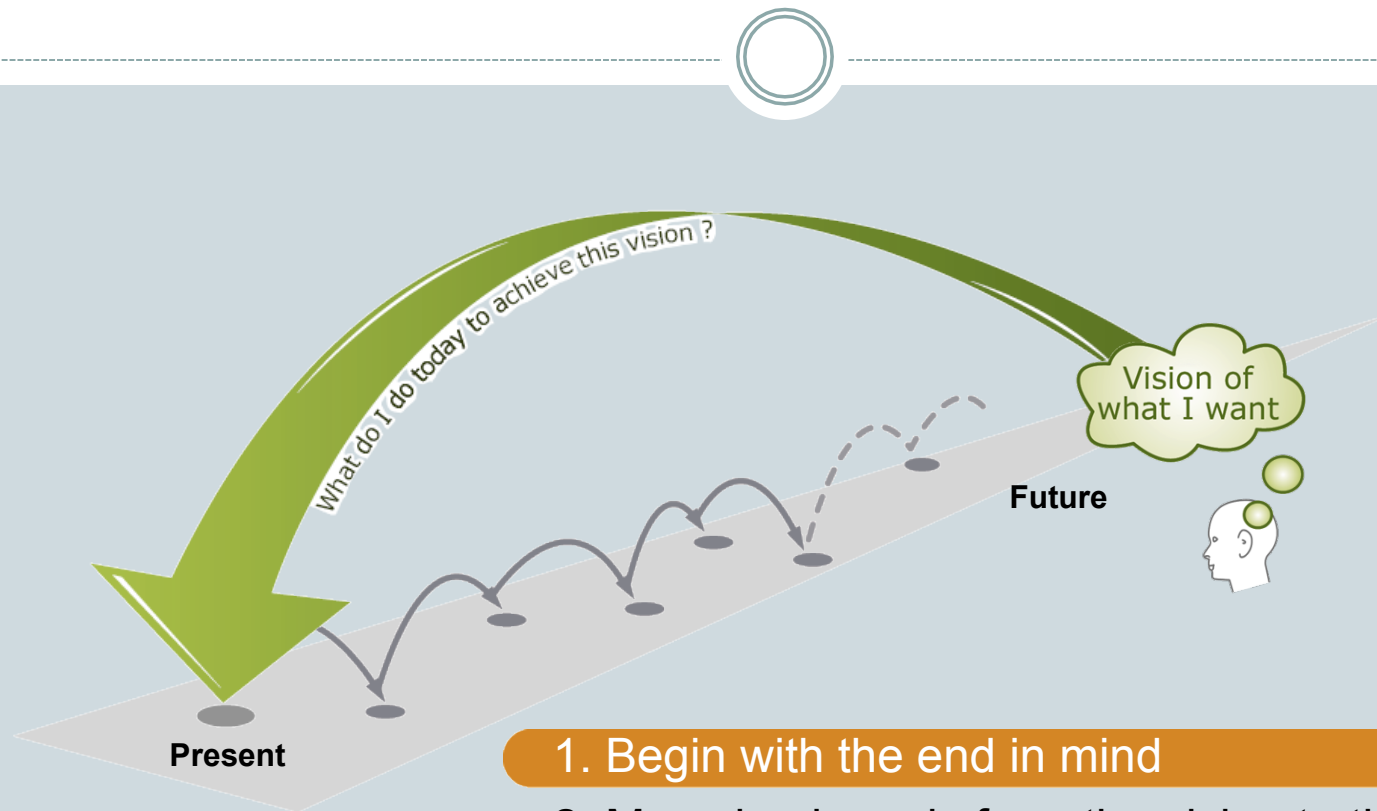 What do I do today to achieve this vision ?
Vision of
what I want
Future
Present
1. Begin with the end in mind